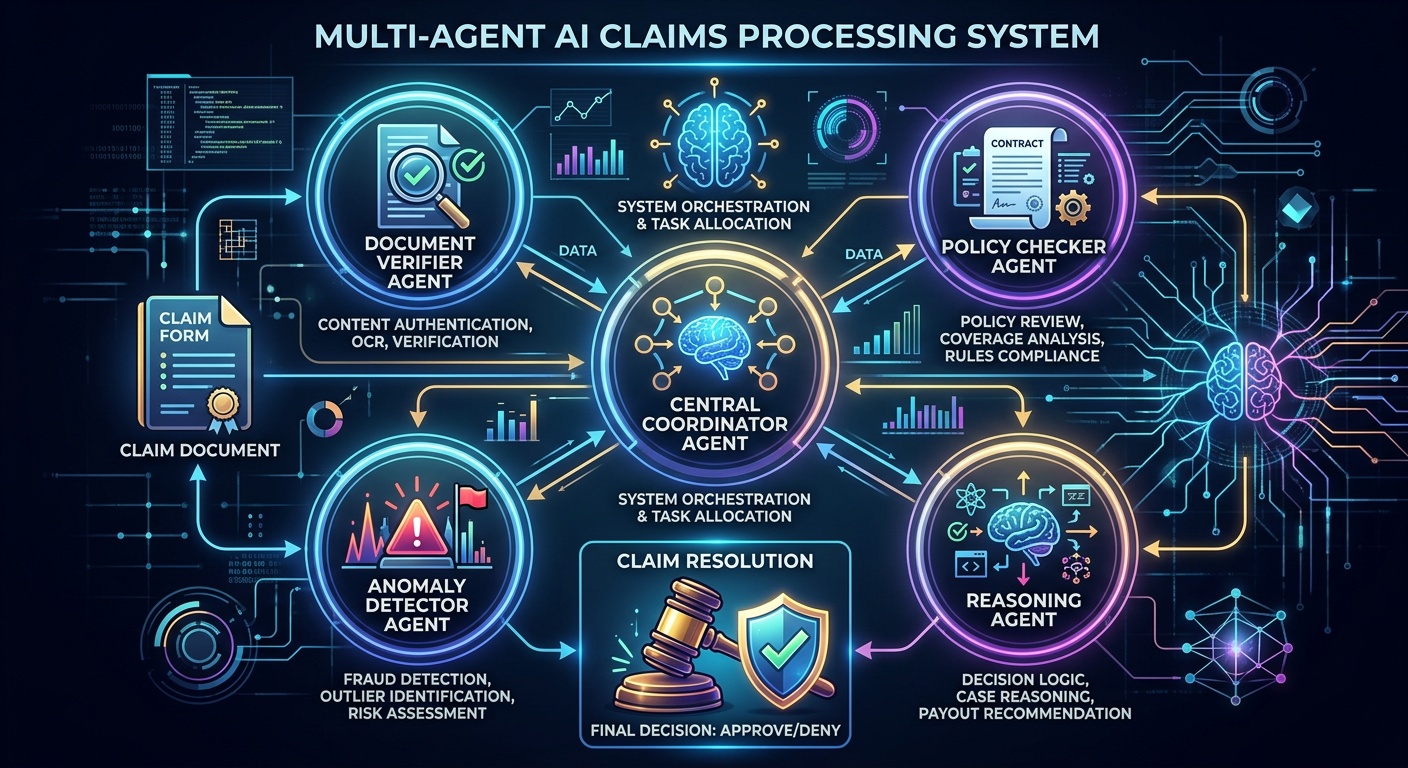 MULTI-AGENT AI CLAIMS PROCESSING SYSTEM
DOCUMENT
VERIFIER
AGENT
CONTENT AUTHENTICATION,
OCR, VERIFICATION
SYSTEM ORCHESTRATION
& TASK ALLOCATION
DATA
DATA
CONTRACT
POLICY CHECKER
AGENT
POLICY REVIEW,
COVERAGE ANALYSIS,
RULES COMPLIANCE
CLAIM
FORM
CLAIM DOCUMENT
CENTRAL
COORDINATOR
AGENT
SYSTEM ORCHESTRATION
& TASK ALLOCATION
ANOMALY
DETECTOR
AGENT
FRAUD DETECTION,
OUTLIER IDENTIFICATION,
RISK ASSESSMENT
CLAIM RESOLUTION
FINAL DECISION: APPROVE/DENY
REASONING
AGENT
DECISION LOGIC,
CASE REASONING,
PAYOUT RECOMMENDATION